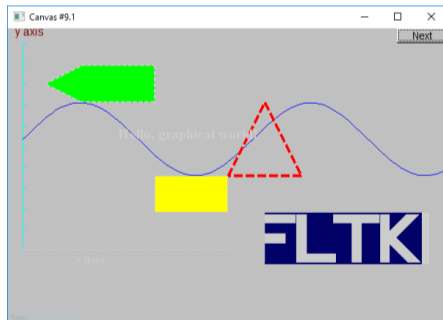 Canvas #9.1
y axis
Next
Hello, graphical world!
x axis
FLTK